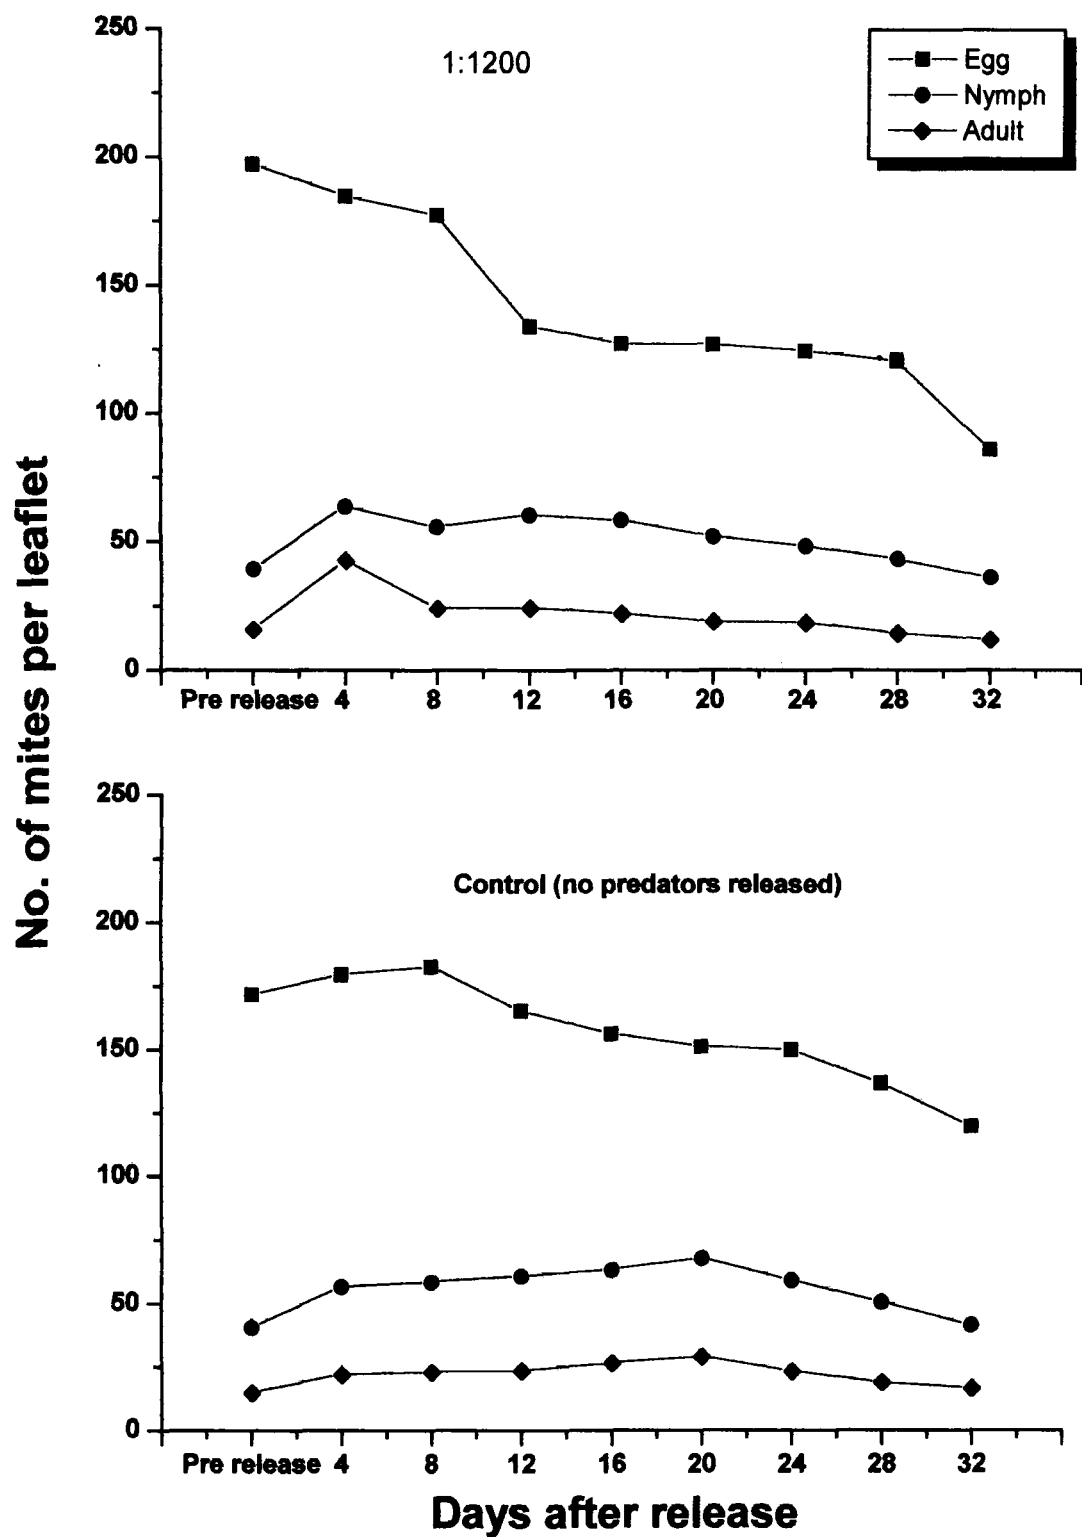 1:1200
Egg
Nymph
Adult
250
200
150
100
50
0
Pre release 4 8 12 16 20 24 28 32
No. of mites per leaflet
Control (no predators released)
250
200
150
100
50
0
Pre release 4 8 12 16 20 24 28 32
Days after release